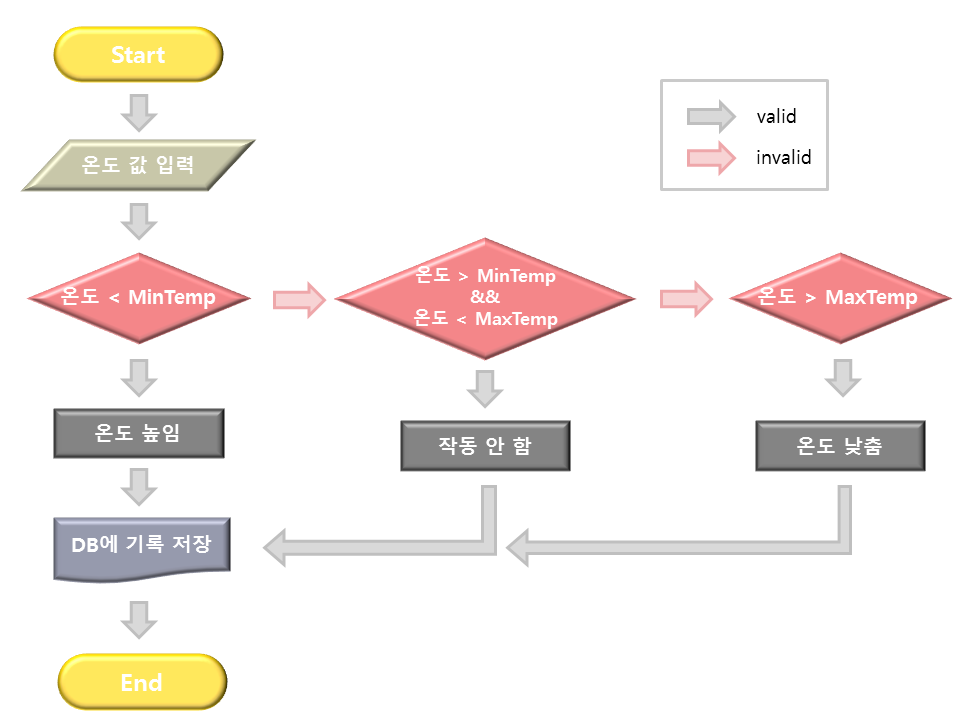 Start
valid
invalid
온도 값 입력
온도 < MinTemp
온도 > MinTemp
&&
온도 < MaxTemp
온도 > MaxTemp
온도 높임
작동 안 함
온도 낮춤
DB에 기록 저장
End